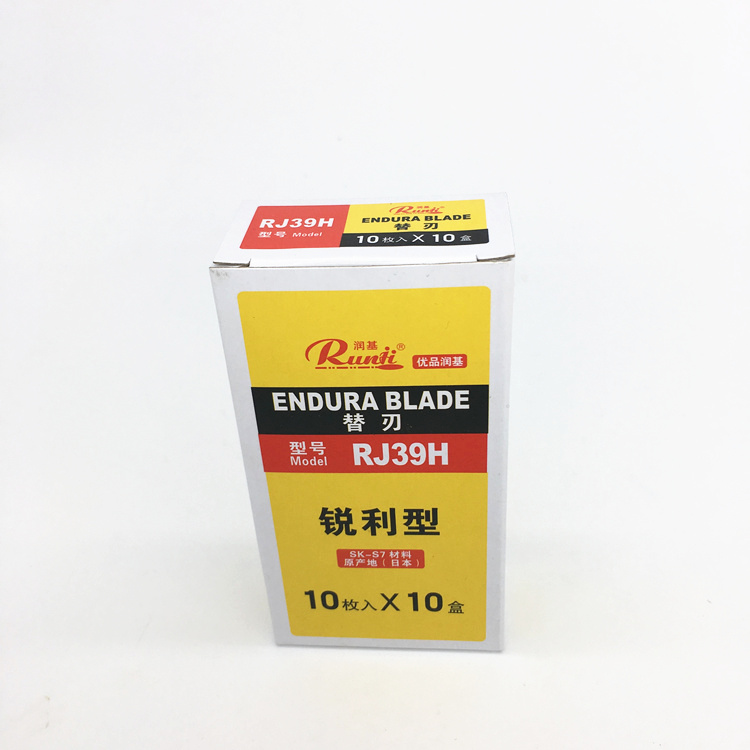 RJ39H
型号 Model
润基
Runji
ENDURA BLADE
替刃
10枚入X10盒
润基
Runji®
优品润基
ENDURA BLADE
替刃
型号
Model
RJ39H
锐利型
SK-S7材料
原产地（日本）
10枚入X10盒